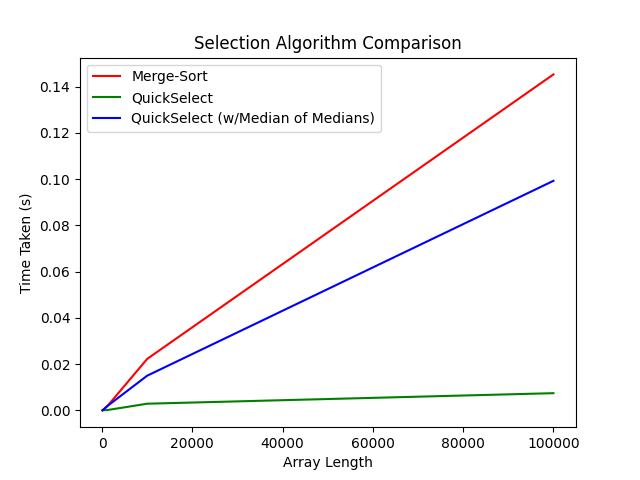 Selection Algorithm Comparison
Merge-Sort
QuickSelect
QuickSelect (w/Median of Medians)
Time Taken (s)
0.14
0.12
0.10
0.08
0.06
0.04
0.02
0.00
0 20000 40000 60000 80000 100000
Array Length